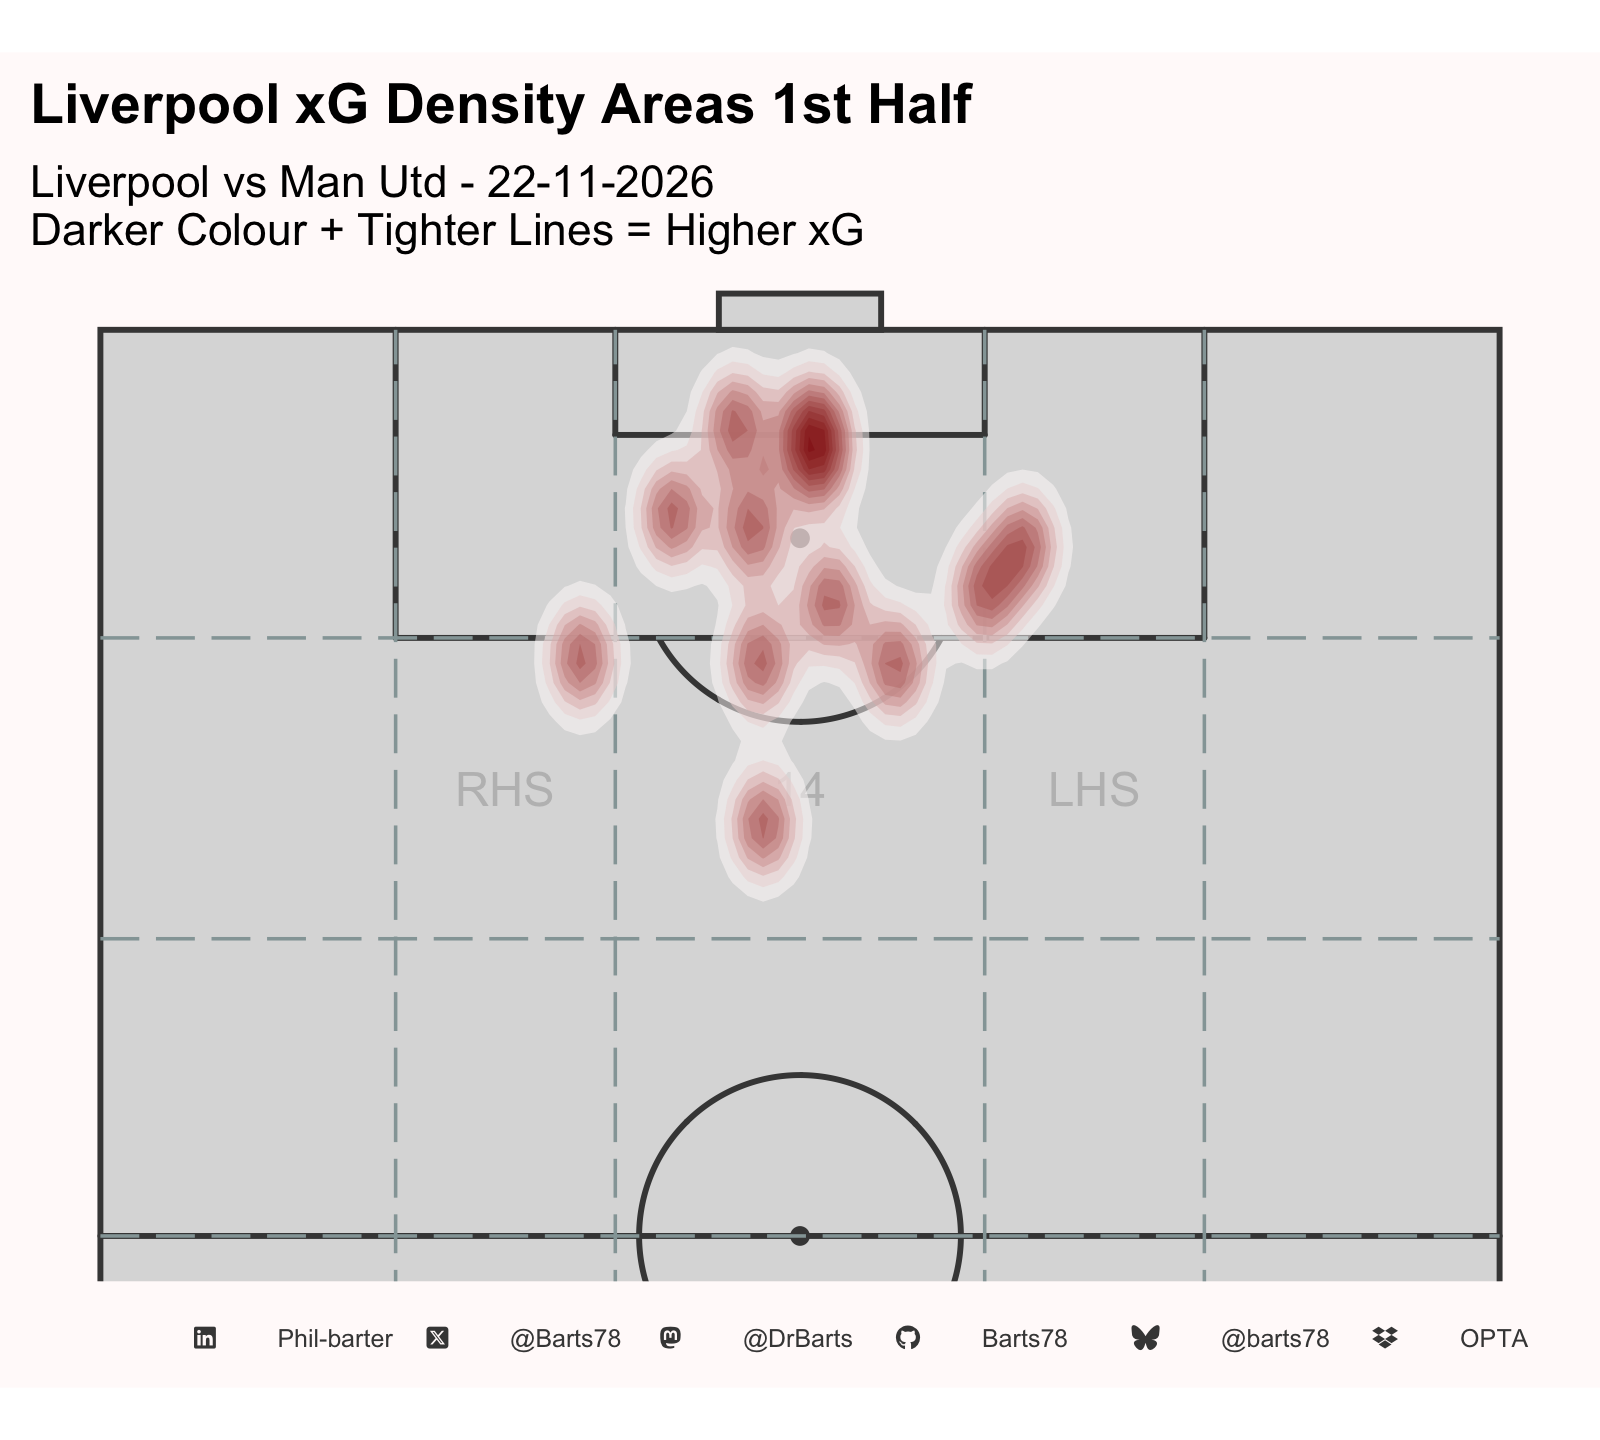 Liverpool xG Density Areas 1st Half
Liverpool vs Man Utd - 22-11-2026
Darker Colour + Tighter Lines = Higher xG
RHS
LHS
Phil-barter @Barts78 @DrBarts Barts78 @barts78 OPTA